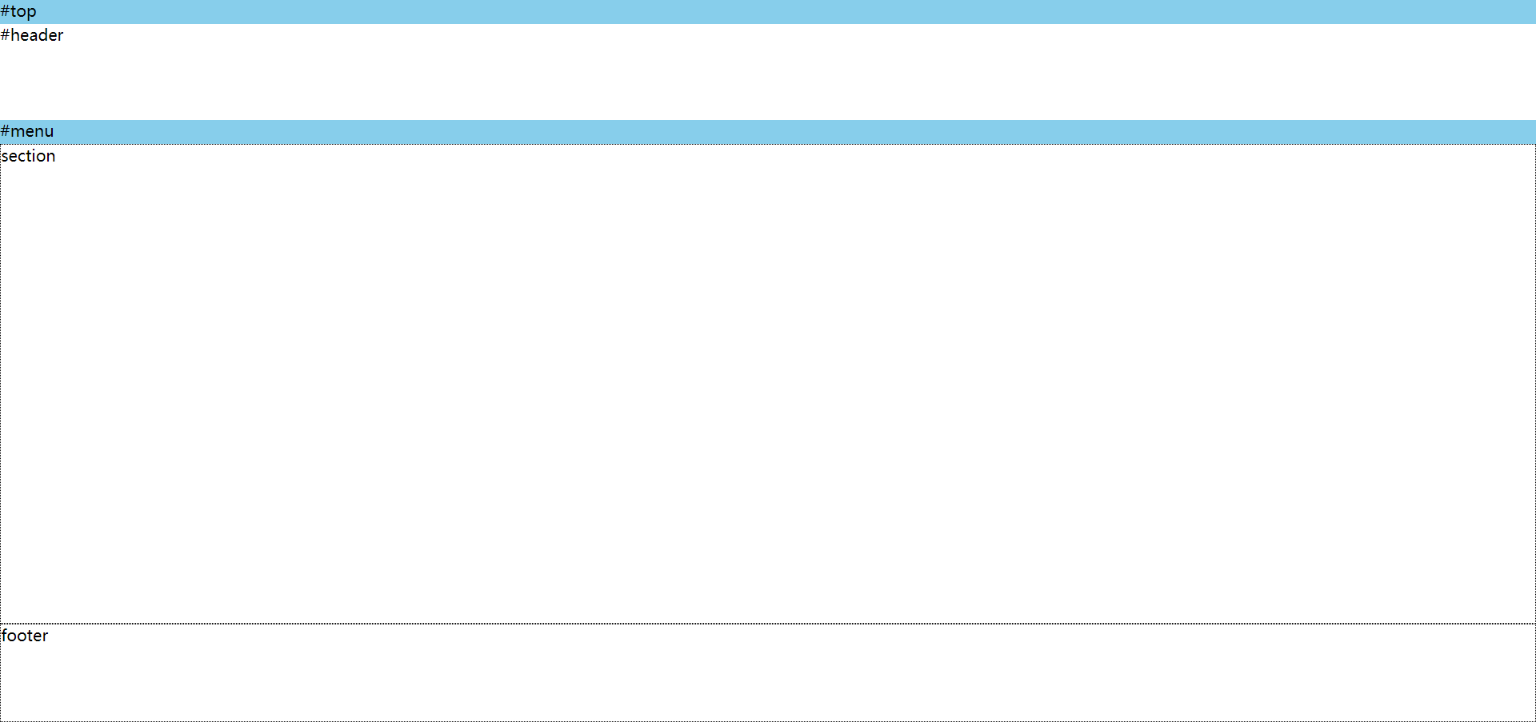 #top
#header
#menu
section
footer